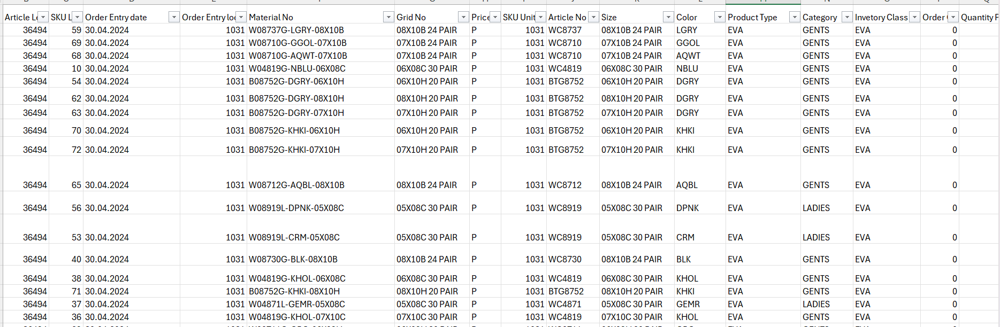 Article L SKU L Order Entry date Order Entry lo Material No Grid No Price SKU Unit Article No Size Color Product Type Category Invetory Class Order Quantity
36494 59 30.04.2024 1031 W08737G-LGRY-08X10B 08X10B 24 PAIR P 1031 WC8737 08X10B 24 PAIR LGRY EVA GENTS EVA 0
36494 69 30.04.2024 1031 W08710G-GGOL-07X10B 07X10B 24 PAIR P 1031 WC8710 07X10B 24 PAIR GGOL EVA GENTS EVA 0
36494 68 30.04.2024 1031 W08710G-AQWT-07X10B 07X10B 24 PAIR P 1031 WC8710 07X10B 24 PAIR AQWT EVA GENTS EVA 0
36494 10 30.04.2024 1031 W04819G-NBLU-06X08C 06X08C 30 PAIR P 1031 WC4819 06X08C 30 PAIR NBLU EVA GENTS EVA 0
36494 54 30.04.2024 1031 B08752G-DGRY-06X10H 06X10H 20 PAIR P 1031 BTG8752 06X10H 20 PAIR DGRY EVA GENTS EVA 0
36494 62 30.04.2024 1031 B08752G-DGRY-08X10H 08X10H 20 PAIR P 1031 BTG8752 08X10H 20 PAIR DGRY EVA GENTS EVA 0
36494 63 30.04.2024 1031 B08752G-DGRY-07X10H 07X10H 20 PAIR P 1031 BTG8752 07X10H 20 PAIR DGRY EVA GENTS EVA 0
36494 70 30.04.2024 1031 B08752G-KHKI-06X10H 06X10H 20 PAIR P 1031 BTG8752 06X10H 20 PAIR KHKI EVA GENTS EVA 0
36494 72 30.04.2024 1031 B08752G-KHKI-07X10H 07X10H 20 PAIR P 1031 BTG8752 07X10H 20 PAIR KHKI EVA GENTS EVA 0
36494 65 30.04.2024 1031 W08712G-AQBL-08X10B 08X10B 24 PAIR P 1031 WC8712 08X10B 24 PAIR AQBL EVA GENTS EVA 0
36494 56 30.04.2024 1031 W08919L-DPNK-05X08C 05X08C 30 PAIR P 1031 WC8919 05X08C 30 PAIR DPNK EVA LADIES EVA 0
36494 53 30.04.2024 1031 W08919L-CRM-05X08C 05X08C 30 PAIR P 1031 WC8919 05X08C 30 PAIR CRM EVA LADIES EVA 0
36494 40 30.04.2024 1031 W08730G-BLK-08X10B 08X10B 24 PAIR P 1031 WC8730 08X10B 24 PAIR BLK EVA GENTS EVA 0
36494 38 30.04.2024 1031 W04819G-KHOL-06X08C 06X08C 30 PAIR P 1031 WC4819 06X08C 30 PAIR KHOL EVA GENTS EVA 0
36494 71 30.04.2024 1031 B08752G-KHKI-08X10H 08X10H 20 PAIR P 1031 BTG8752 08X10H 20 PAIR KHKI EVA GENTS EVA 0
36494 37 30.04.2024 1031 W04871L-GEMR-05X08C 05X08C 30 PAIR P 1031 WC4871 05X08C 30 PAIR GEMR EVA LADIES EVA 0
36494 36 30.04.2024 1031 W04819G-KHOL-07X10C 07X10C 30 PAIR P 1031 WC4819 07X10C 30 PAIR KHOL EVA GENTS EVA 0